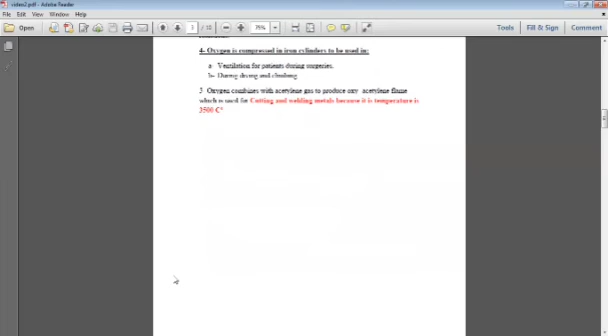 video2.pdf - Adobe Reader
File Edit View Window Help
Open
3 / 10
75%
Tools
Fill & Sign
Comment
4- Oxygen is compressed in iron cylinders to be used in:
a- Ventilation for patients during surgeries.
b- During diving and climbing
5- Oxygen combines with acetylene gas to produce oxy- acetylene flame
which is used for Cutting and welding metals because it is temperature is
3500 C°